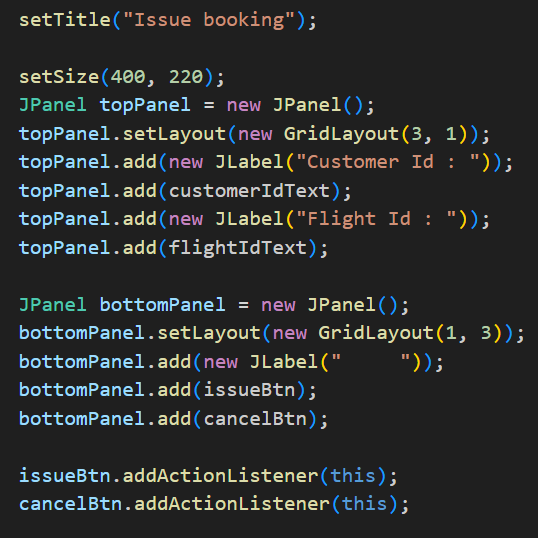 setTitle("Issue booking");
setSize(400, 220);
JPanel topPanel = new JPanel();
topPanel.setLayout(new GridLayout(3, 1));
topPanel.add(new JLabel("Customer Id : "));
topPanel.add(customerIdText);
topPanel.add(new JLabel("Flight Id : "));
topPanel.add(flightIdText);
JPanel bottomPanel = new JPanel();
bottomPanel.setLayout(new GridLayout(1, 3));
bottomPanel.add(new JLabel("     "));
bottomPanel.add(issueBtn);
bottomPanel.add(cancelBtn);
issueBtn.addActionListener(this);
cancelBtn.addActionListener(this);